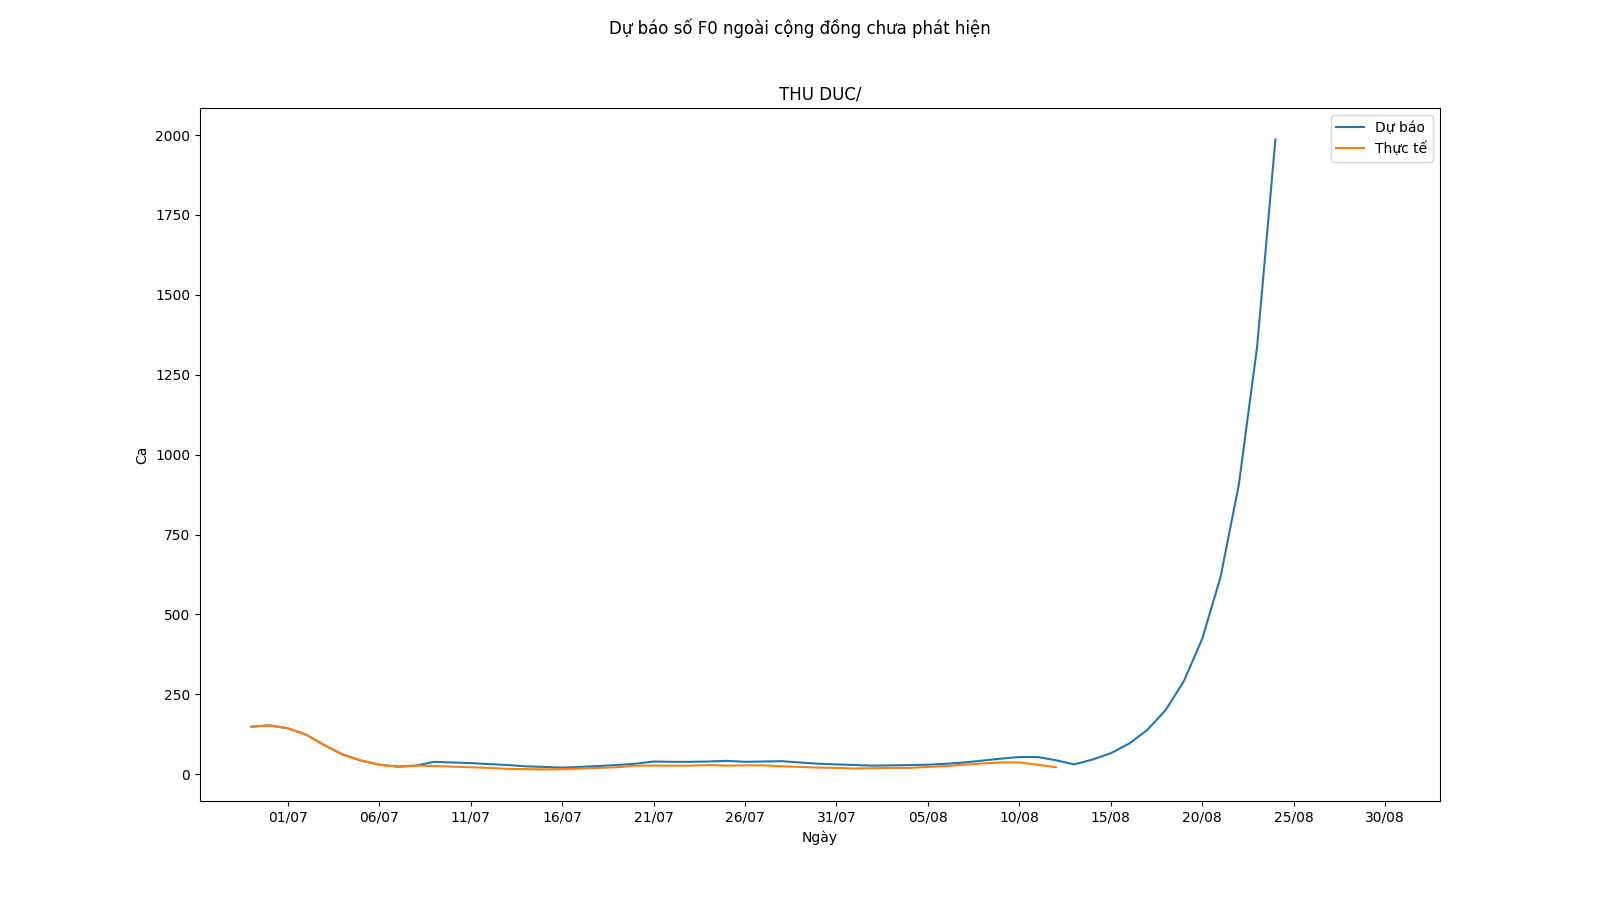 Dự báo số F0 ngoài cộng đồng chưa phát hiện
THU DUC/
Dự báo
Thực tế
2000
1750
1500
1250
1000
750
500
250
0
Ca
01/07 06/07 11/07 16/07 21/07 26/07 31/07 05/08 10/08 15/08 20/08 25/08 30/08
Ngày